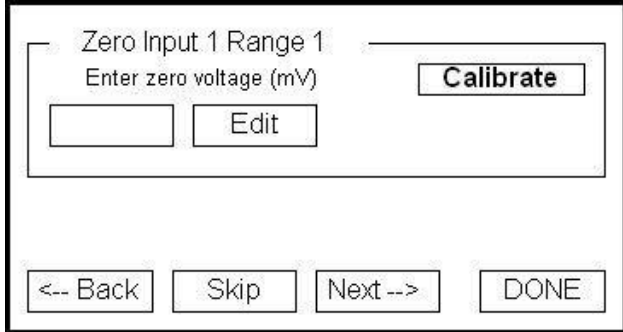 Zero Input 1 Range 1
Enter zero voltage (mV)
Calibrate
Edit
<-- Back
Skip
Next -->
DONE